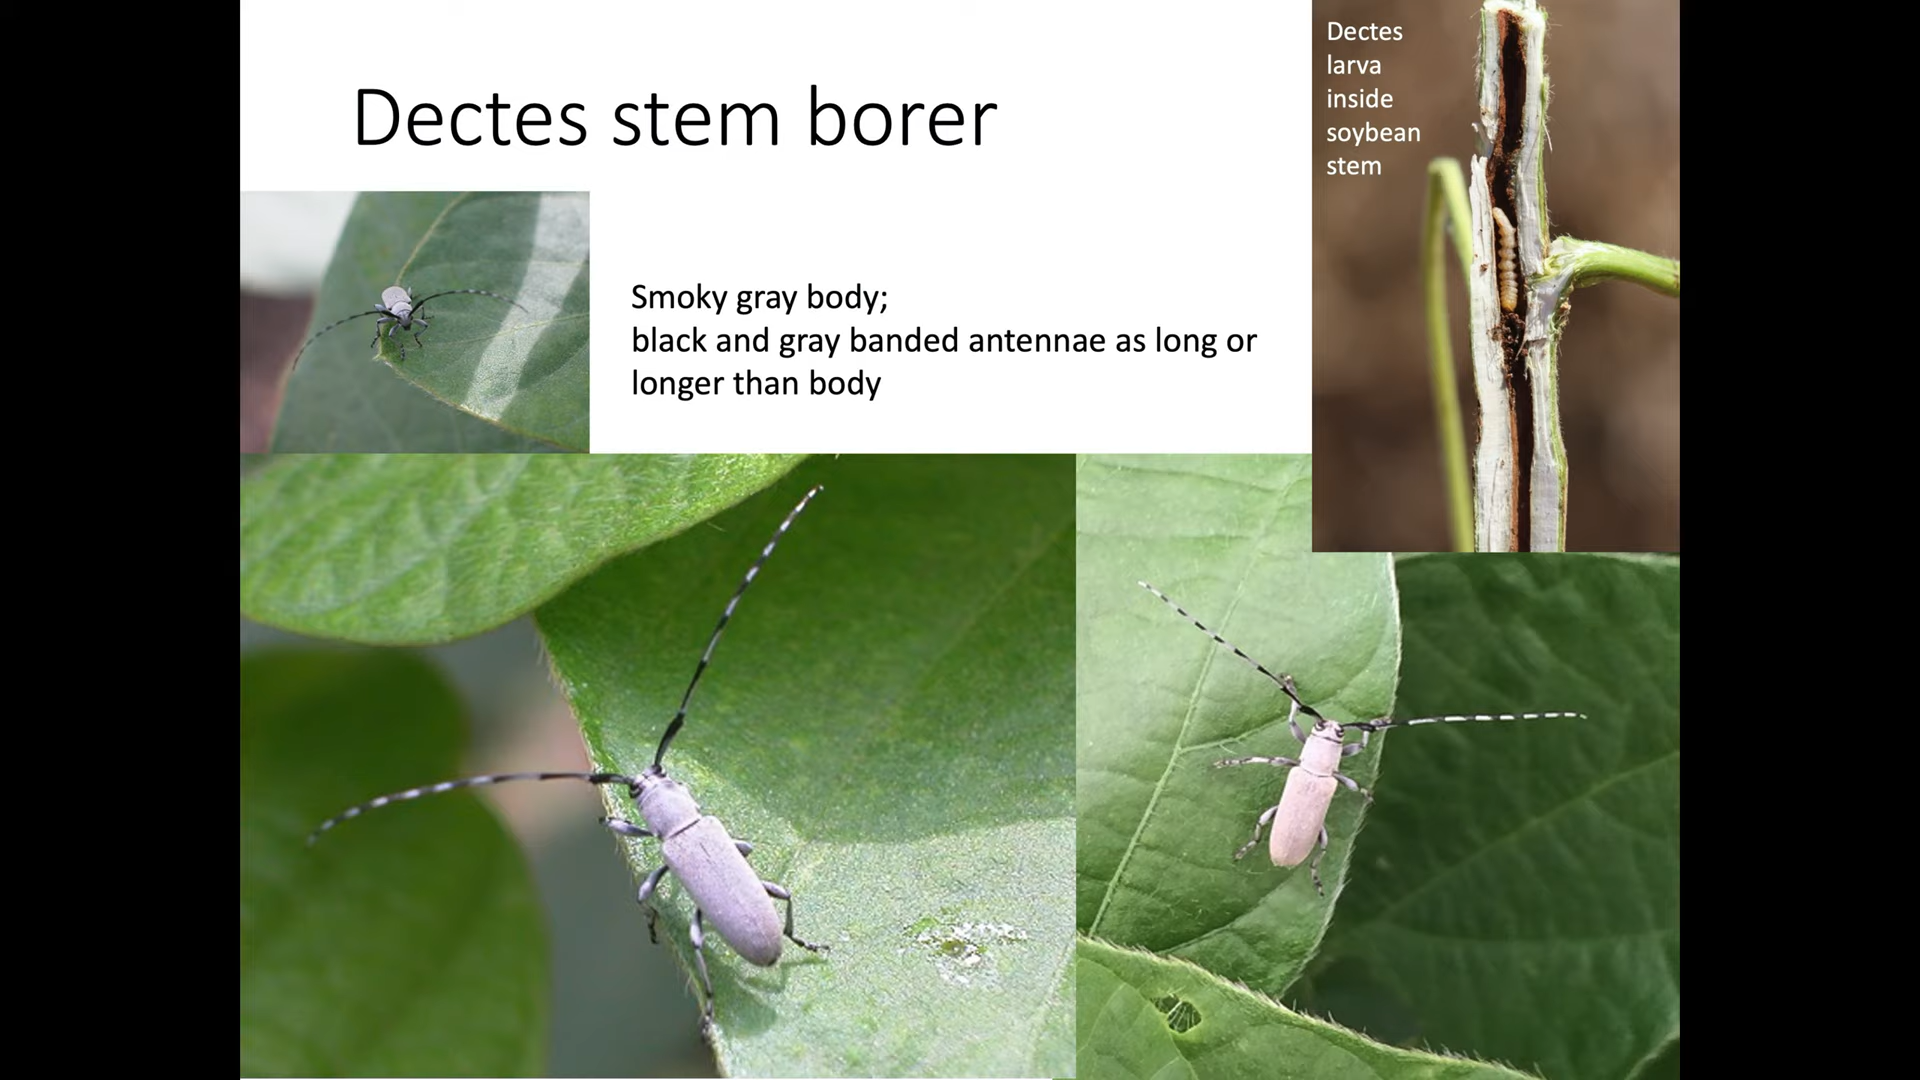 Dectes stem borer
Dectes
larva
inside
soybean
stem
Smoky gray body;
black and gray banded antennae as long or
longer than body